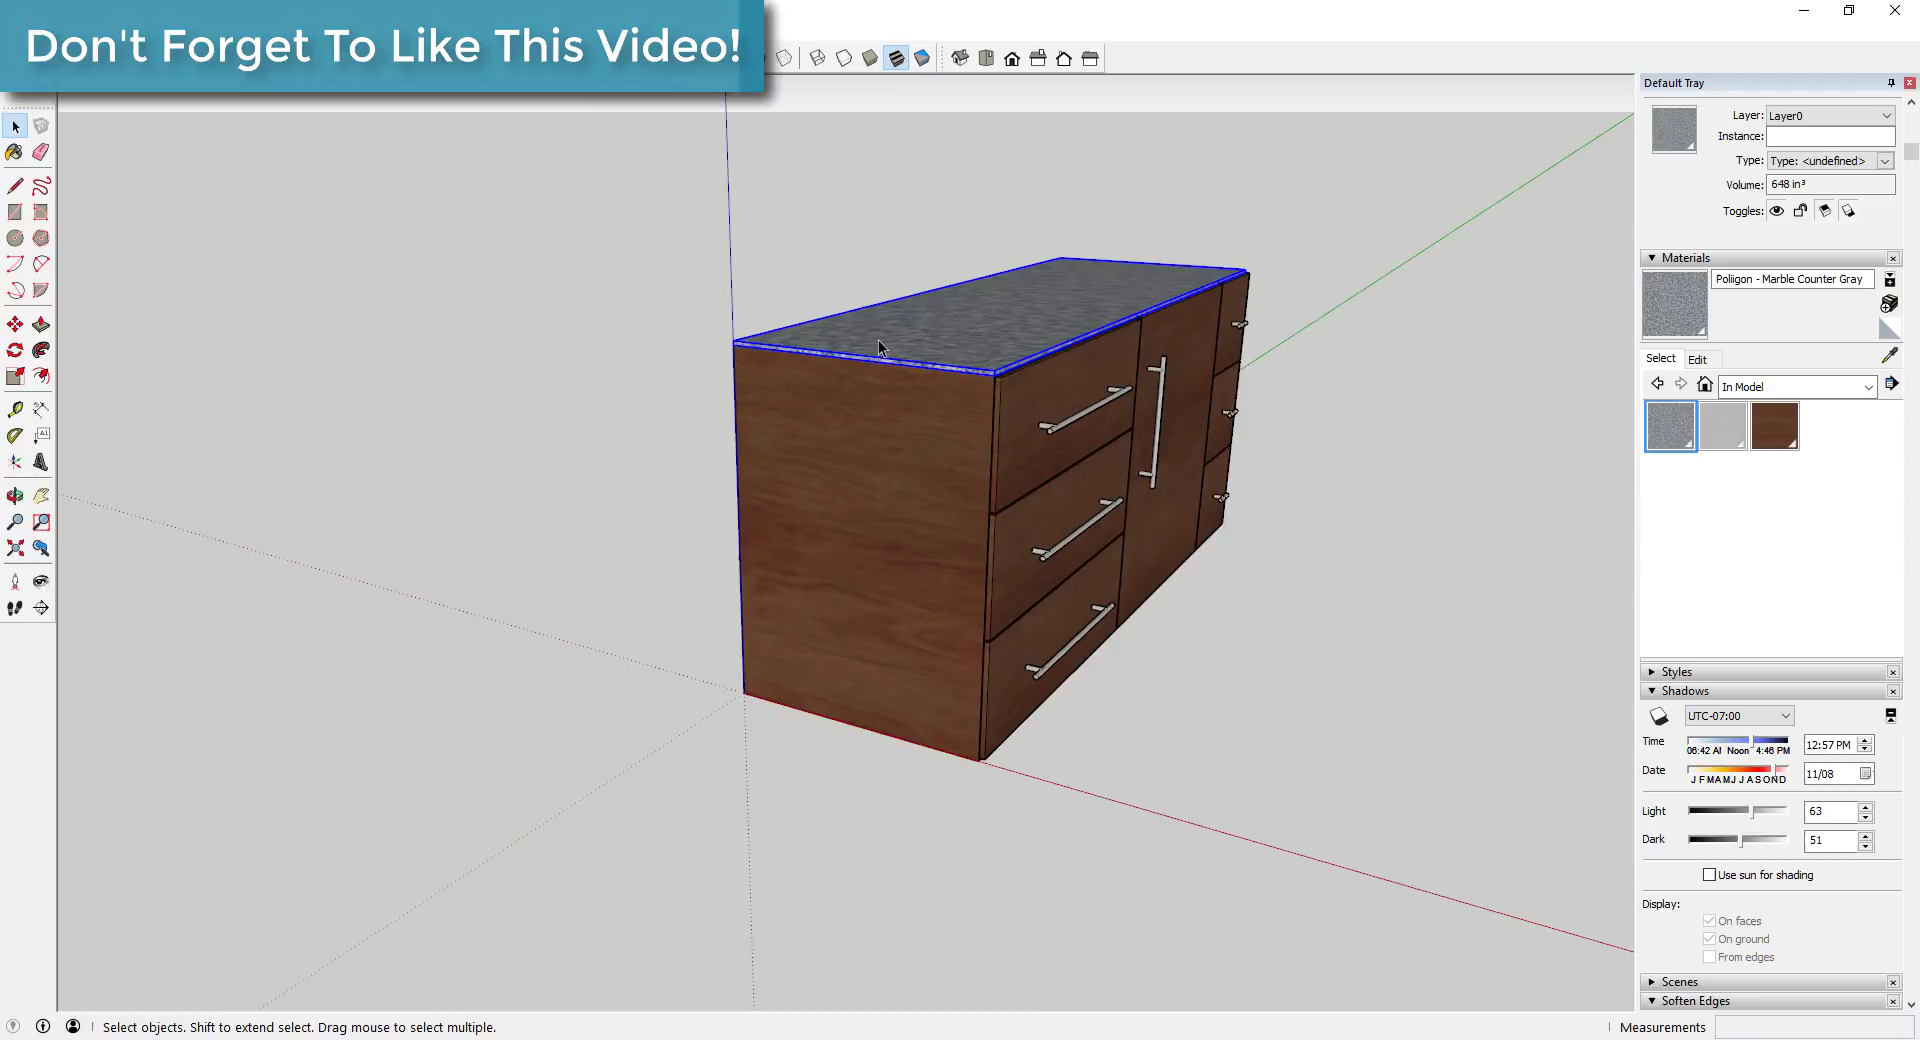 Don't Forget To Like This Video!
Default Tray
Layer: Layer0
Instance:
Type: Type: <undefined>
Volume: 648 in³
Toggles:
Materials
Poliigon - Marble Counter Gray
Select Edit
In Model
Styles
Shadows
UTC-07:00
Time 06:42 AI Noon 4:46 PM 12:57 PM
Date J F M A M J J A S O N D 11/08
Light 63
Dark 51
Use sun for shading
Display:
On faces
On ground
From edges
Scenes
Soften Edges
Select objects. Shift to extend select. Drag mouse to select multiple.
Measurements